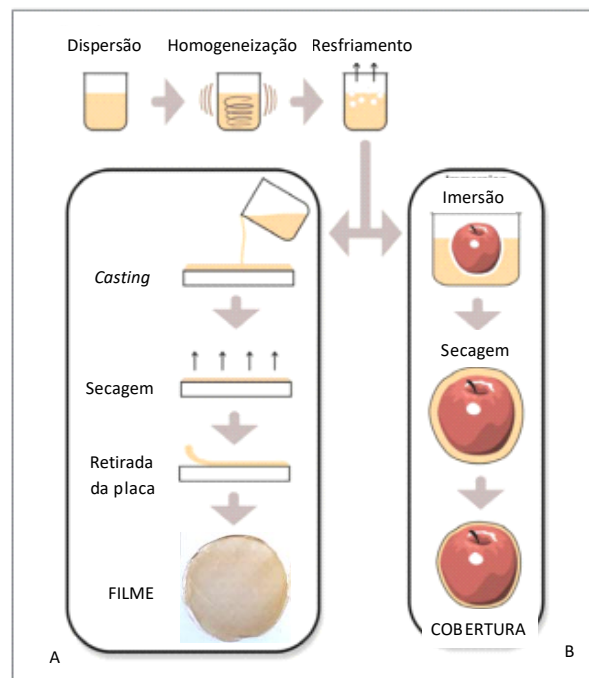 Dispersão
Homogeneização
Resfriamento
Casting
Secagem
Retirada
da placa
FILME
A
Imersão
Secagem
COBERTURA
B